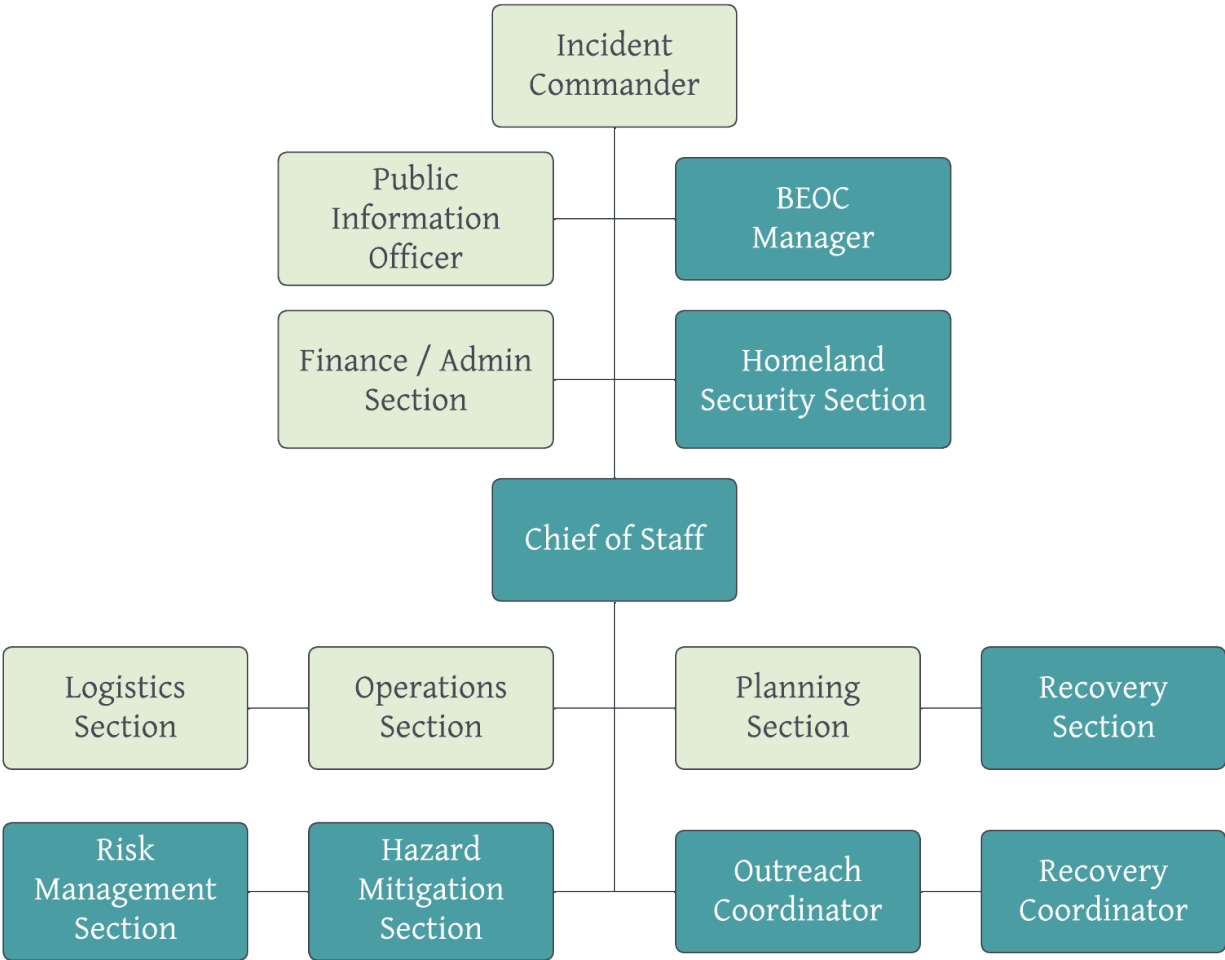 Incident
Commander
Public
Information
Officer
BEOC
Manager
Finance / Admin
Section
Homeland
Security Section
Chief of Staff
Logistics
Section
Operations
Section
Planning
Section
Recovery
Section
Risk
Management
Section
Hazard
Mitigation
Section
Outreach
Coordinator
Recovery
Coordinator